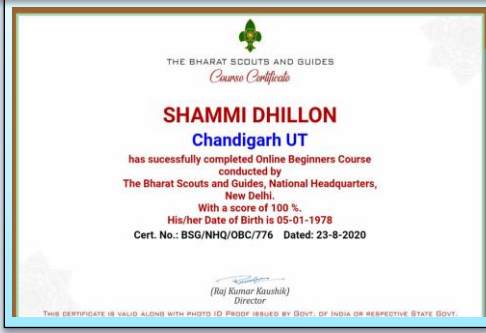 THE BHARAT SCOUTS AND GUIDES
Course Certificate
SHAMMI DHILLON
Chandigarh UT
has sucessfully completed Online Beginners Course
conducted by
The Bharat Scouts and Guides, National Headquarters,
New Delhi.
With a score of 100 %.
His/her Date of Birth is 05-01-1978
Cert. No.: BSG/NHQ/OBC/776 Dated: 23-8-2020
(Raj Kumar Kaushik)
Director
THIS CERTIFICATE IS VALID ALONG WITH PHOTO ID PROOF ISSUED BY GOVT. OF INDIA OR RESPECTIVE STATE GOVT.